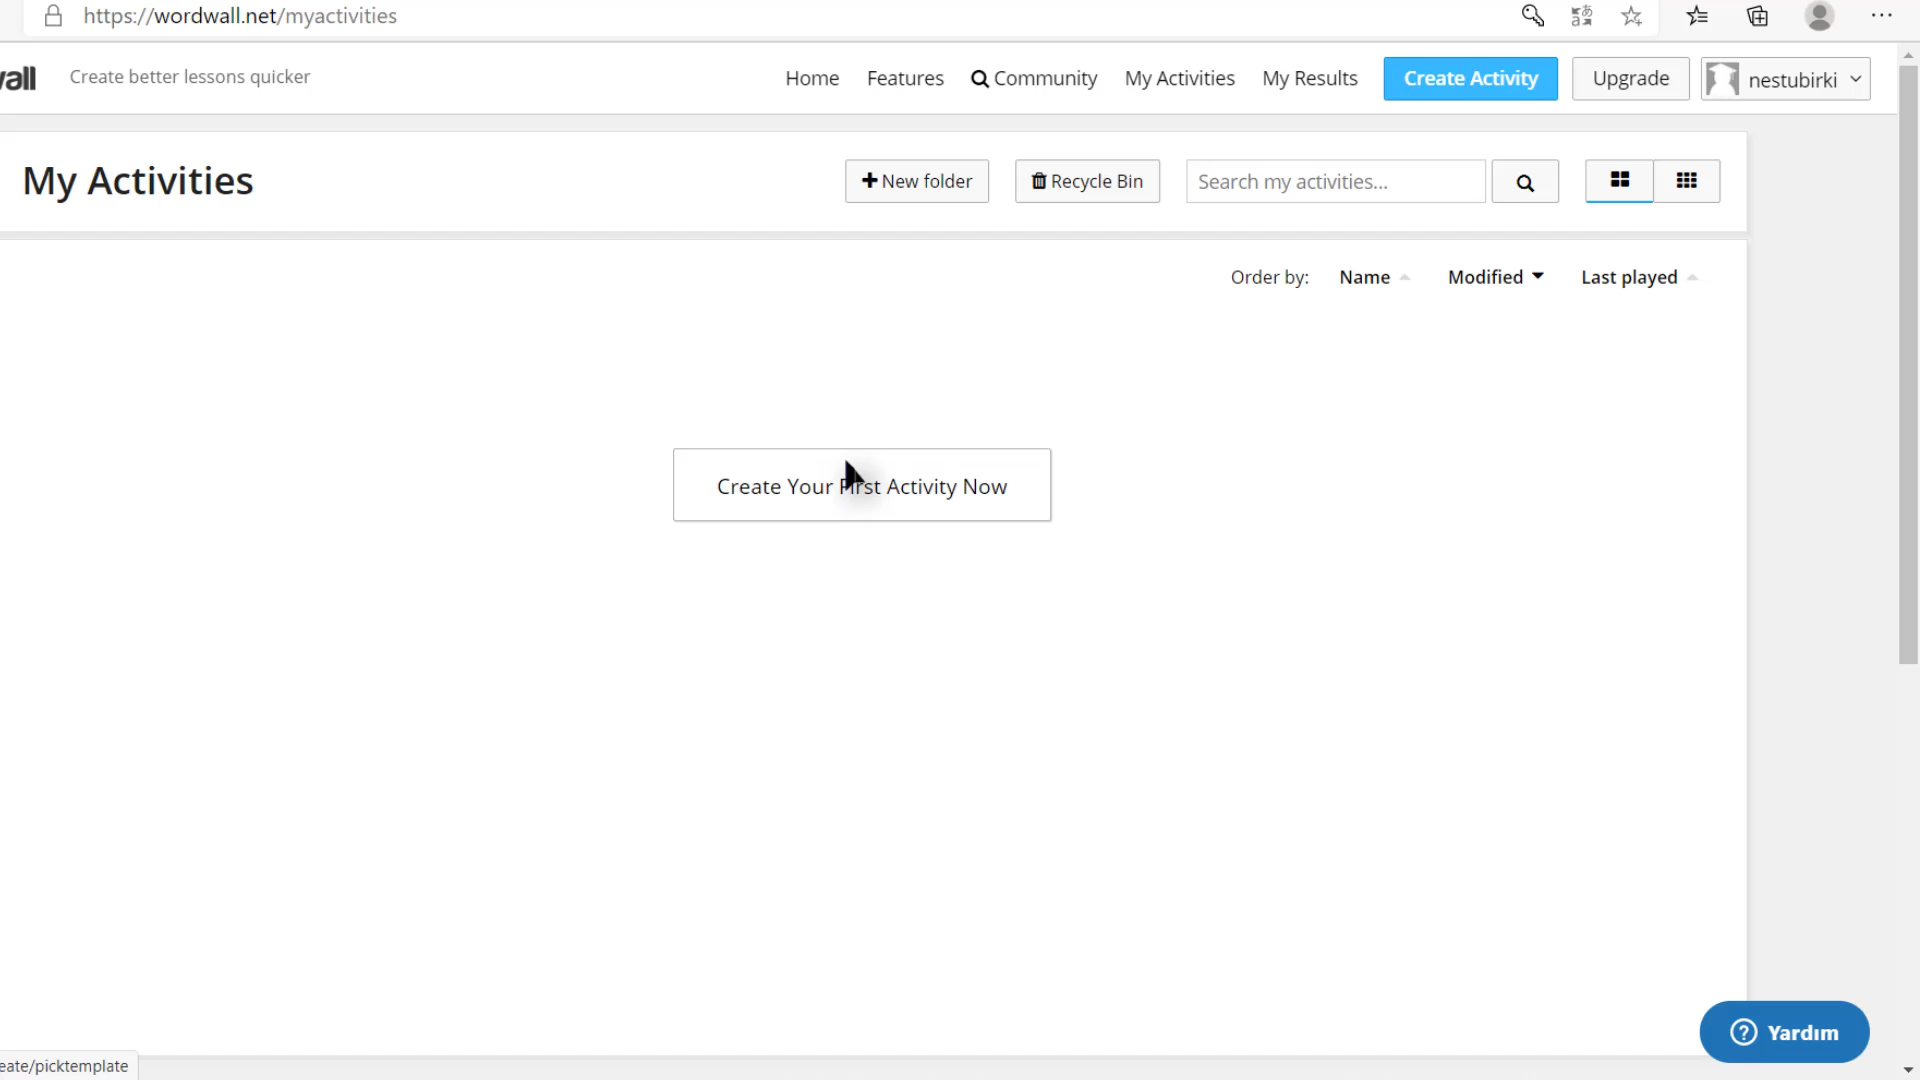 https://wordwall.net/myactivities
wall
Create better lessons quicker
Home
Features
Community
My Activities
My Results
Create Activity
Upgrade
nestubirki
My Activities
New folder
Recycle Bin
Search my activities...
Order by:
Name
Modified
Last played
Create Your First Activity Now
Yardım
eate/picktemplate